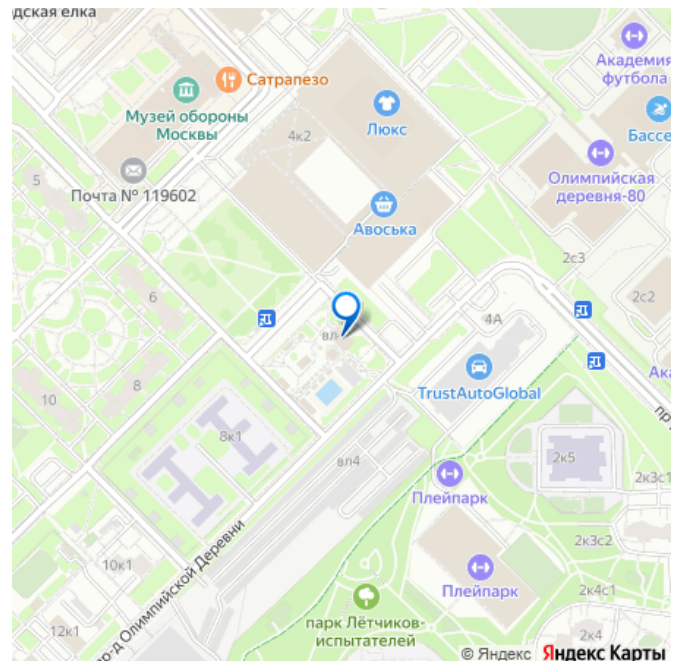 дская елка
Академия
футбола
Сатрапезо
Музей обороны
Москвы
Люкс
Бассе
4к2
Олимпийская
деревня-80
5
Почта № 119602
Авоська
2с3
6
2с2
4А
вл
TrustAutoGlobal
Ака
8
10
пр.
8к1
вл4
2к5
2к3с1
Плейпарк
2к3с2
10к1
Плейпарк
2к4с1
парк Лётчиков-
испытателей
12к1
пр-д Олимпийской Деревни
2к4
© Яндекс Яндекс Карты